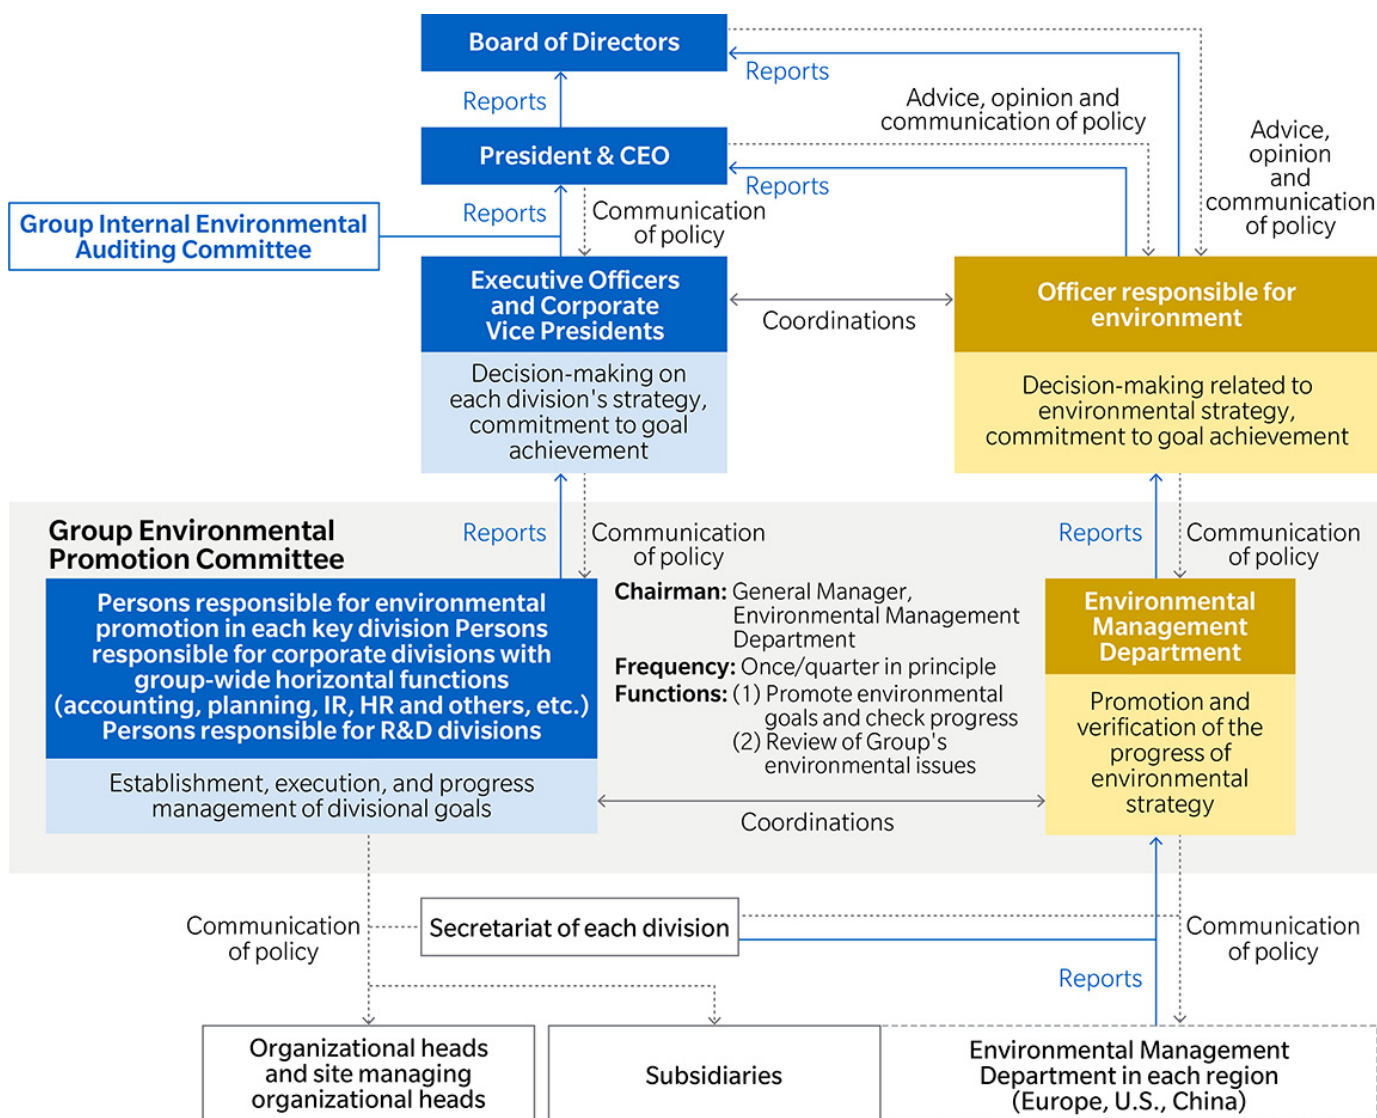 Board of Directors
Reports
Reports
Advice, opinion and
communication of policy
Advice,
opinion
and
communication
of policy
President & CEO
Reports
Reports
Communication
of policy
Group Internal Environmental
Auditing Committee
Executive Officers
and Corporate
Vice Presidents
Coordinations
Officer responsible for
environment
Decision-making on
each division's strategy,
commitment to goal
achievement
Decision-making related to
environmental strategy,
commitment to goal achievement
Group Environmental
Promotion Committee
Reports
Communication
of policy
Reports
Communication
of policy
Persons responsible for environmental
promotion in each key division Persons
responsible for corporate divisions with
group-wide horizontal functions
(accounting, planning, IR, HR and others, etc.)
Persons responsible for R&D divisions
Establishment, execution, and progress
management of divisional goals
Chairman: General Manager,
Environmental Management
Department
Frequency: Once/quarter in principle
Functions: (1) Promote environmental
goals and check progress
(2) Review of Group's
environmental issues
Environmental
Management
Department
Promotion and
verification of the
progress of
environmental
strategy
Coordinations
Communication
of policy
Secretariat of each division
Communication
of policy
Reports
Organizational heads
and site managing
organizational heads
Subsidiaries
Environmental Management
Department in each region
(Europe, U.S., China)